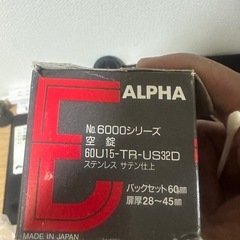 ALPHA
No.6000シリーズ
空錠
60U15-TR-US32D
ステンレス サテン仕上
バックセット60mm
扉厚28~45mm
MADE IN JAPAN